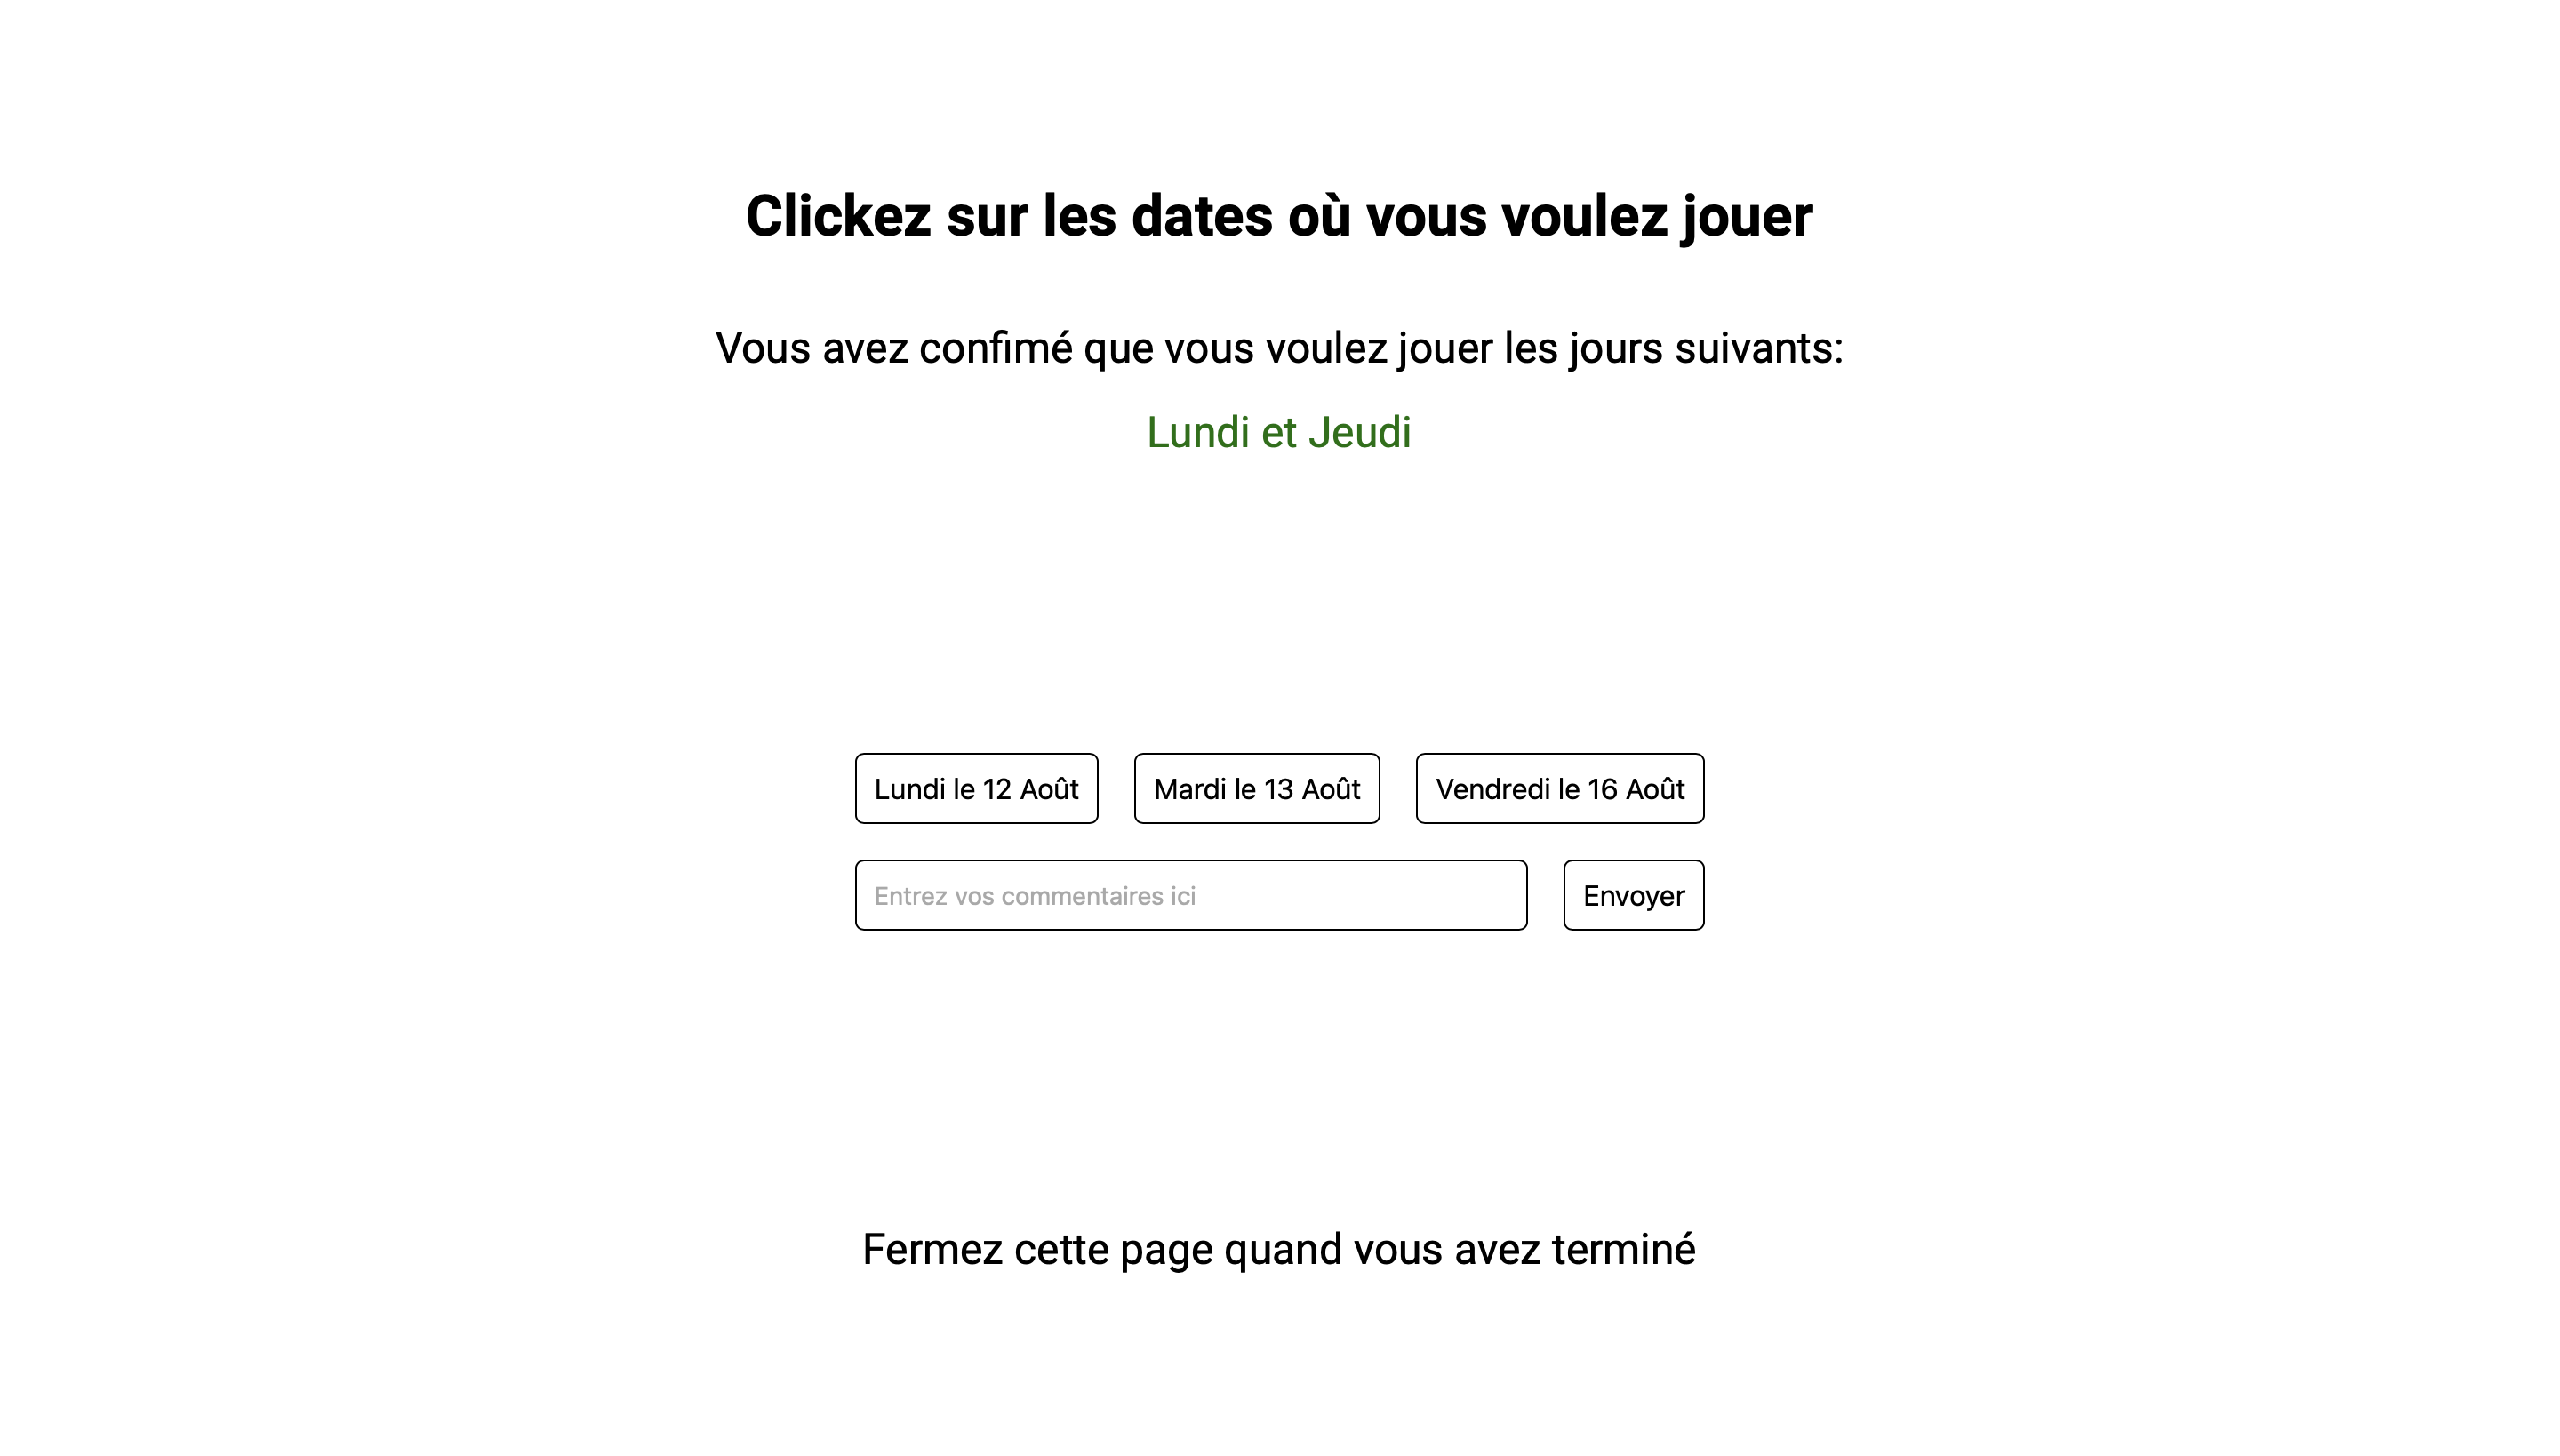 Clickez sur les dates où vous voulez jouer
Vous avez confimé que vous voulez jouer les jours suivants:
Lundi et Jeudi
Lundi le 12 Août
Mardi le 13 Août
Vendredi le 16 Août
Entrez vos commentaires ici
Envoyer
Fermez cette page quand vous avez terminé